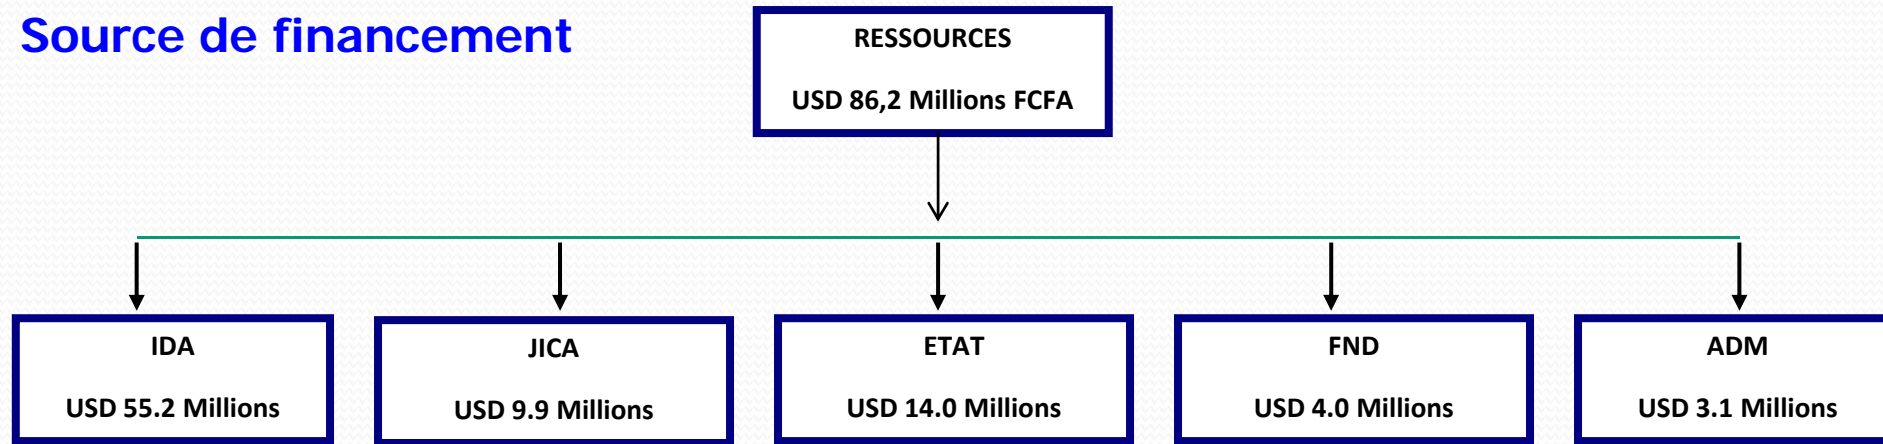 Source de financement
RESSOURCES
USD 86,2 Millions FCFA
IDA
USD 55.2 Millions
JICA
USD 9.9 Millions
ETAT
USD 14.0 Millions
FND
USD 4.0 Millions
ADM
USD 3.1 Millions